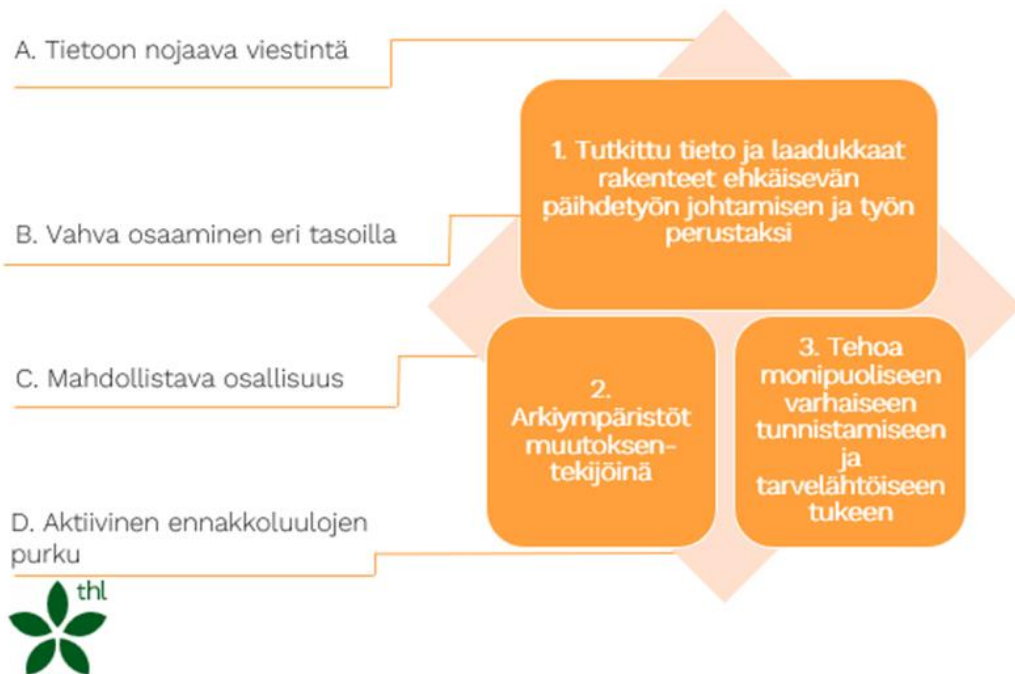 A. Tietoon nojaava viestintä
B. Vahva osaaminen eri tasoilla
C. Mahdollistava osallisuus
D. Aktiivinen ennakkoluulojen
purku
1. Tutkittu tieto ja laadukkaat
rakenteet ehkäisevän
päihdetyön johtamisen ja työn
perustaksi
2.
Arkiympäristöt
muutoksen-
tekijöinä
3. Tehoa
monipuoliseen
varhaiseen
tunnistamiseen
ja
tarvelähtöiseen
tukeen
thl